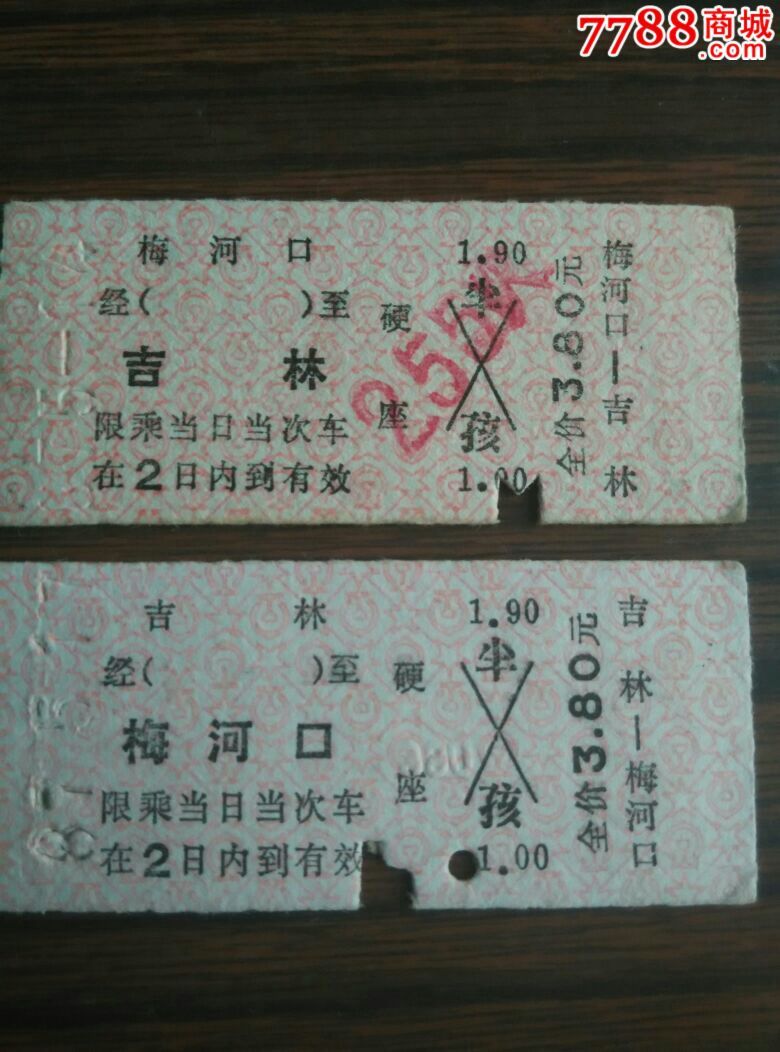 7788商城
.com
梅河口
经( )至
吉林
限乘当日当次车
在2日内到有效
硬座
1.90
半
孩
1.00
全价3.80元
梅河口—吉林
吉林
经( )至
梅河口
限乘当日当次车
在2日内到有效
硬座
1.90
半
孩
1.00
全价3.80元
吉林—梅河口